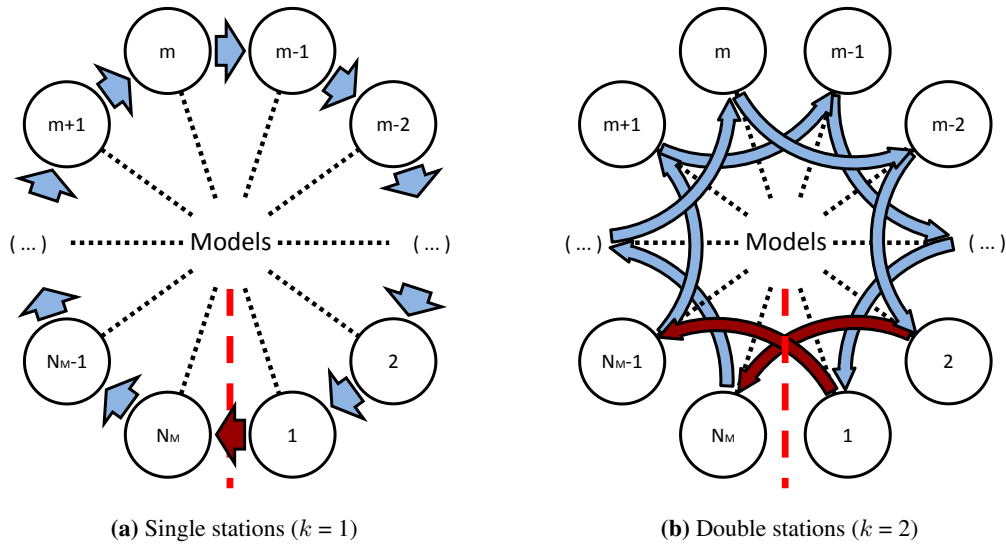 m
m-1
m+1
m-2
( ... )
Models
( ... )
NM-1
2
NM
1
(a) Single stations (k = 1)
m
m-1
m+1
m-2
( ... )
Models
( ... )
NM-1
2
NM
1
(b) Double stations (k = 2)